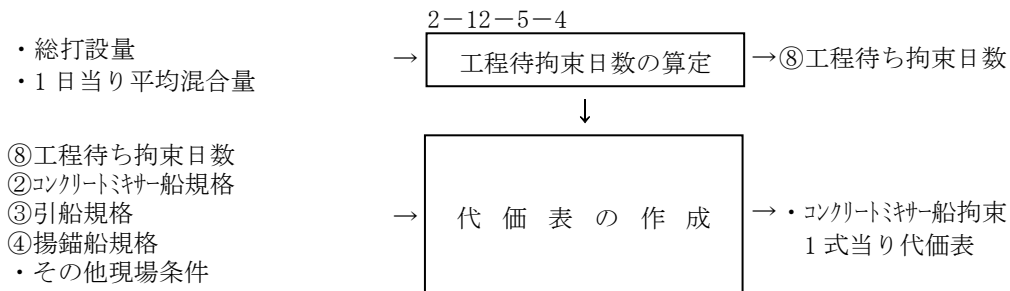 2－12－5－4
・総打設量
・1日当り平均混合量
→ 工程待拘束日数の算定 →⑧工程待ち拘束日数
↓
⑧工程待ち拘束日数
②ｺﾝｸﾘｰﾄﾐｷｻｰ船規格
③引船規格
④揚錨船規格
・その他現場条件
→ 代価表の作成 →・ｺﾝｸﾘｰﾄﾐｷｻｰ船拘束
1式当り代価表